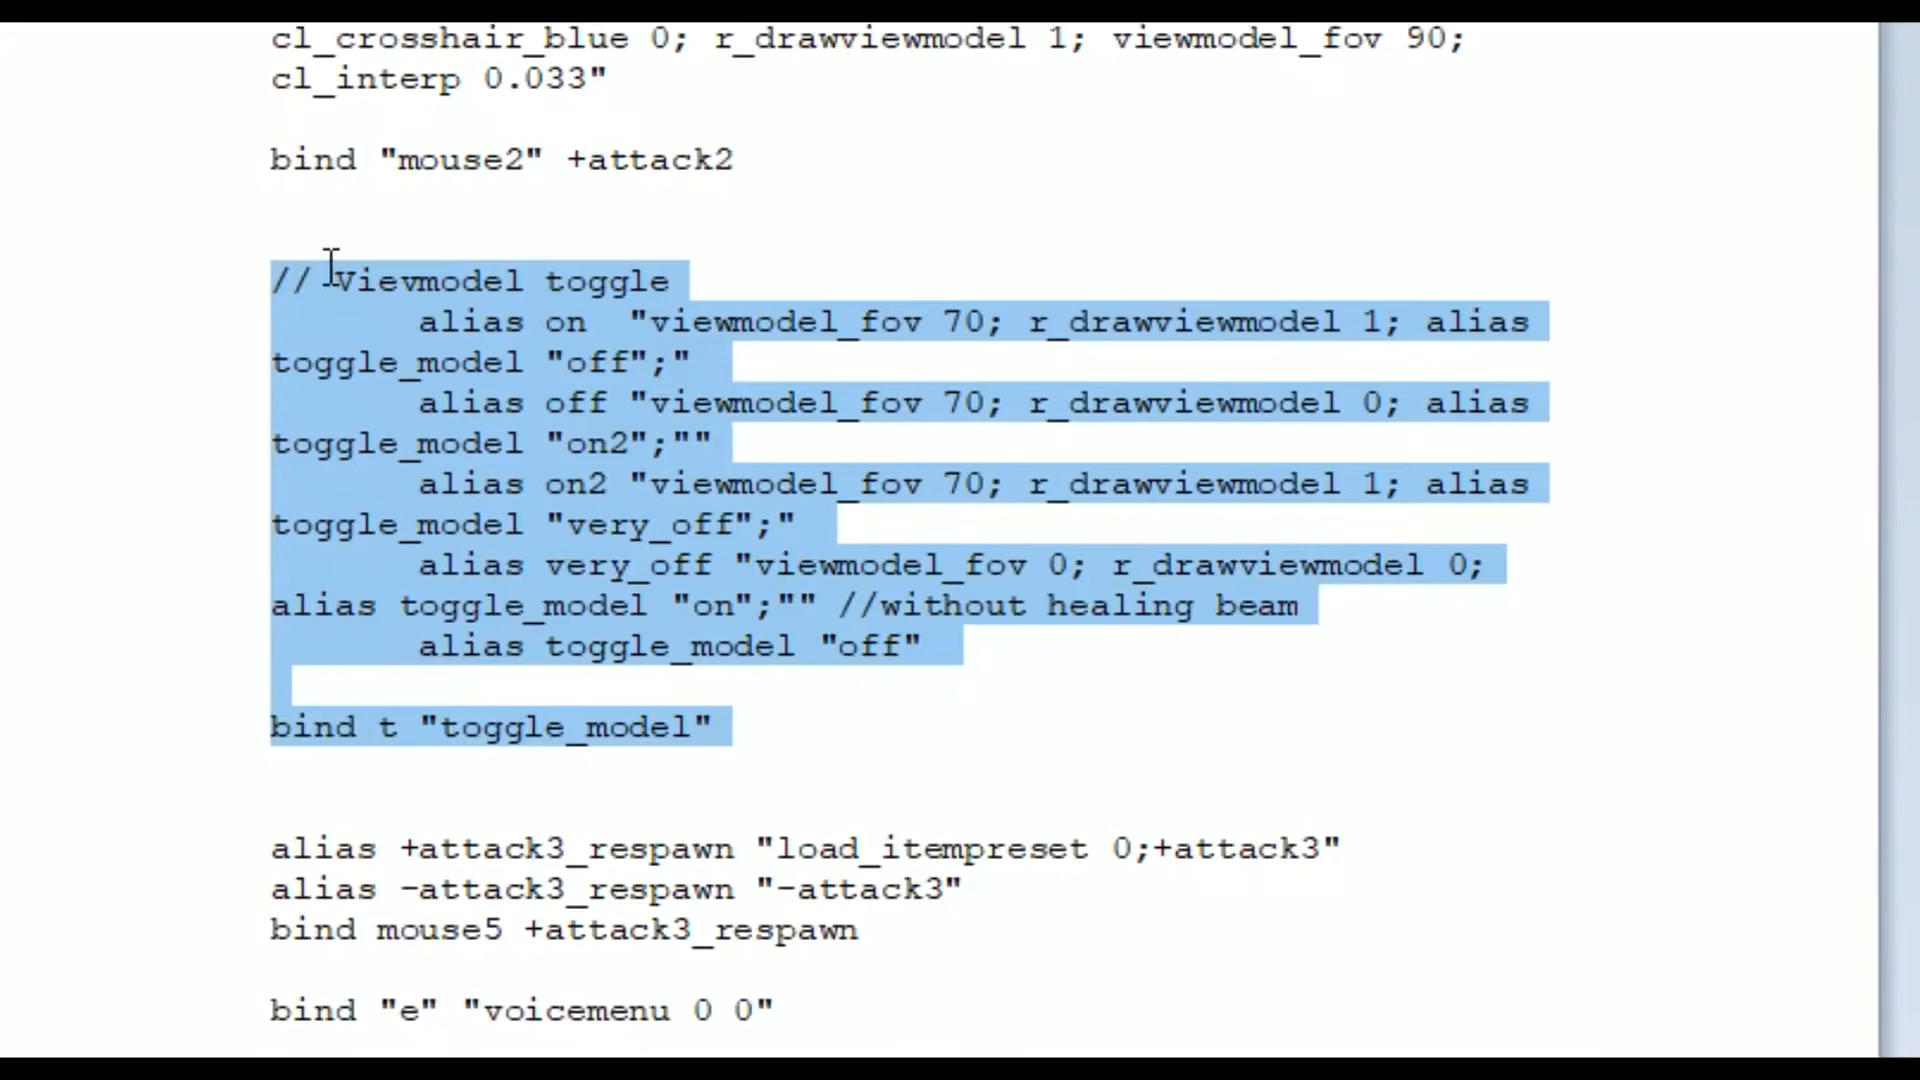 cl_crosshair_blue 0; r_drawviewmodel 1; viewmodel_fov 90;
cl_interp 0.033"
bind "mouse2" +attack2
// Vievmodel toggle
alias on "viewmodel_fov 70; r_drawviewmodel 1; alias
toggle_model "off";"
alias off "viewmodel_fov 70; r_drawviewmodel 0; alias
toggle_model "on2";""
alias on2 "viewmodel_fov 70; r_drawviewmodel 1; alias
toggle_model "very_off";"
alias very_off "viewmodel_fov 0; r_drawviewmodel 0;
alias toggle_model "on";"" //without healing beam
alias toggle_model "off"
bind t "toggle_model"
alias +attack3_respawn "load_itempreset 0;+attack3"
alias -attack3_respawn "-attack3"
bind mouse5 +attack3_respawn
bind "e" "voicemenu 0 0"